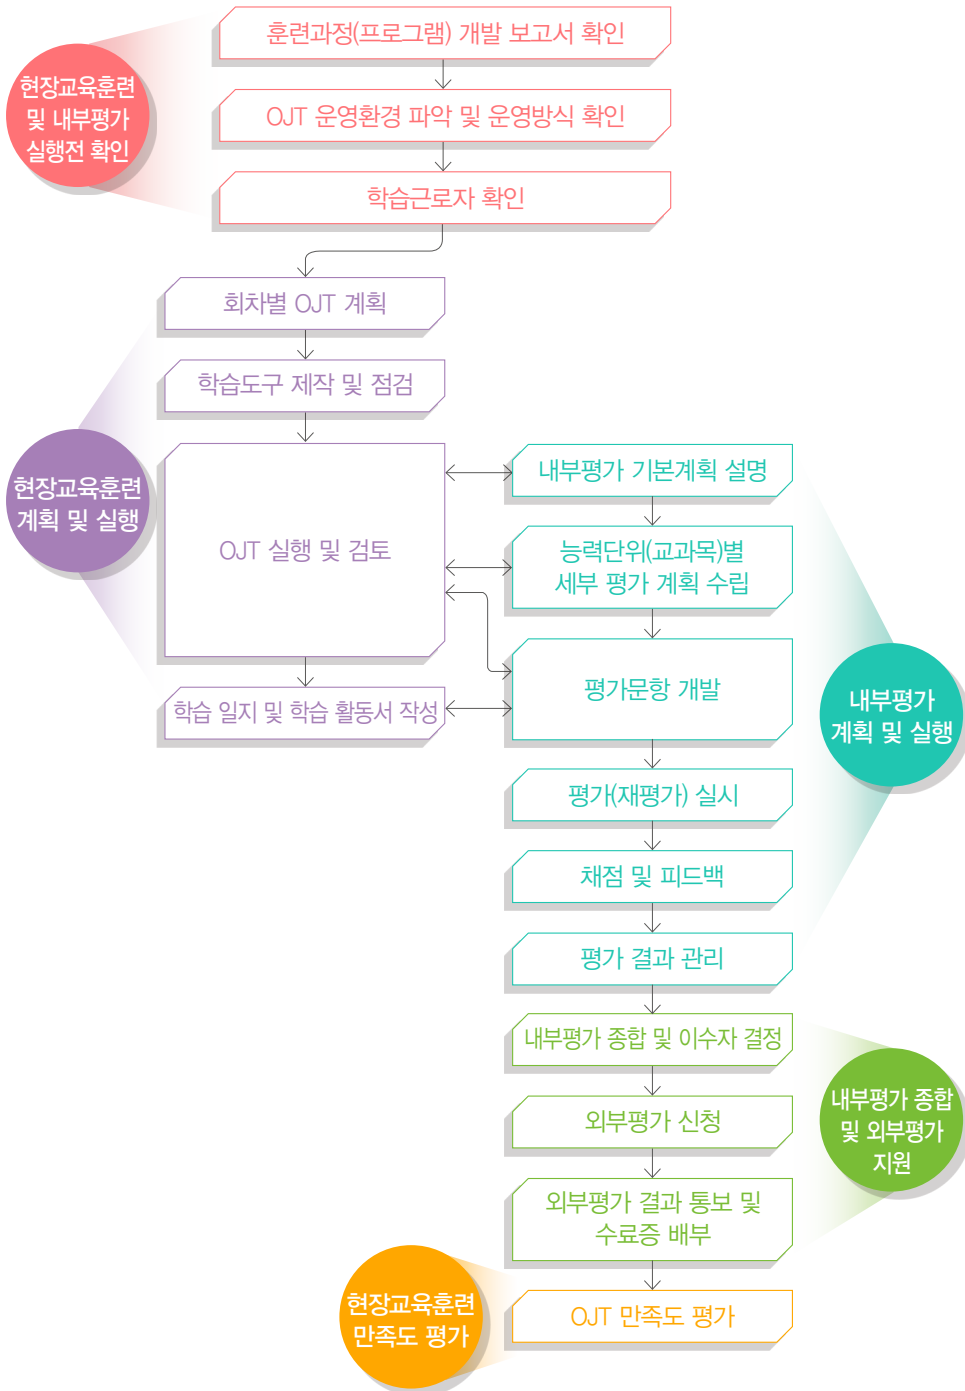 현장교육훈련
및 내부평가
실행전 확인
훈련과정(프로그램) 개발 보고서 확인
OJT 운영환경 파악 및 운영방식 확인
학습근로자 확인
현장교육훈련
계획 및 실행
회차별 OJT 계획
학습도구 제작 및 점검
OJT 실행 및 검토
학습 일지 및 학습 활동서 작성
내부평가
계획 및 실행
내부평가 기본계획 설명
능력단위(교과목)별
세부 평가 계획 수립
평가문항 개발
평가(재평가) 실시
채점 및 피드백
평가 결과 관리
내부평가 종합
및 외부평가
지원
내부평가 종합 및 이수자 결정
외부평가 신청
외부평가 결과 통보 및
수료증 배부
현장교육훈련
만족도 평가
OJT 만족도 평가